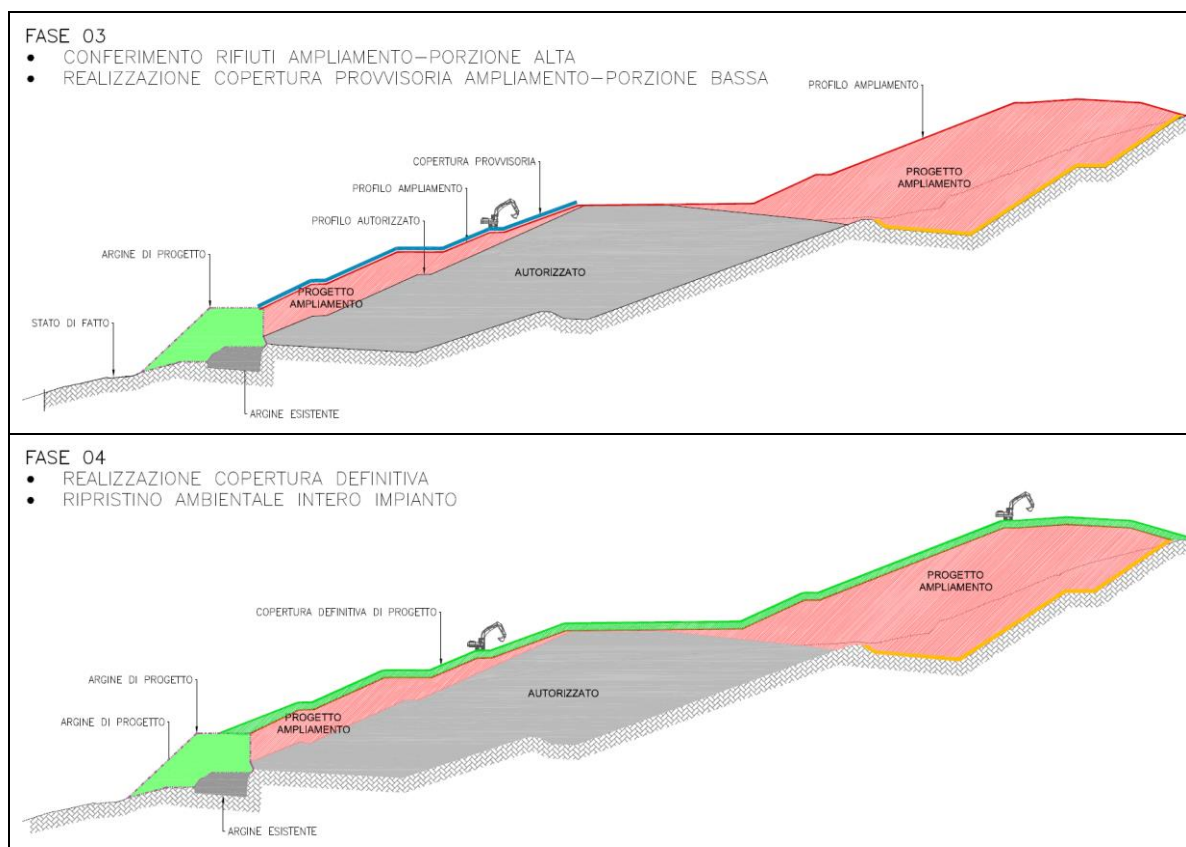 FASE 03
• CONFERIMENTO RIFIUTI AMPLIAMENTO-PORZIONE ALTA
• REALIZZAZIONE COPERTURA PROVVISORIA AMPLIAMENTO-PORZIONE BASSA
PROFILO AMPLIAMENTO
COPERTURA PROVVISORIA
PROFILO AMPLIAMENTO
PROFILO AUTORIZZATO
ARGINE DI PROGETTO
STATO DI FATTO
PROGETTO
AMPLIAMENTO
AUTORIZZATO
PROGETTO
AMPLIAMENTO
ARGINE ESISTENTE
FASE 04
• REALIZZAZIONE COPERTURA DEFINITIVA
• RIPRISTINO AMBIENTALE INTERO IMPIANTO
PROGETTO
AMPLIAMENTO
COPERTURA DEFINITIVA DI PROGETTO
ARGINE DI PROGETTO
ARGINE DI PROGETTO
PROGETTO
AMPLIAMENTO
AUTORIZZATO
ARGINE ESISTENTE